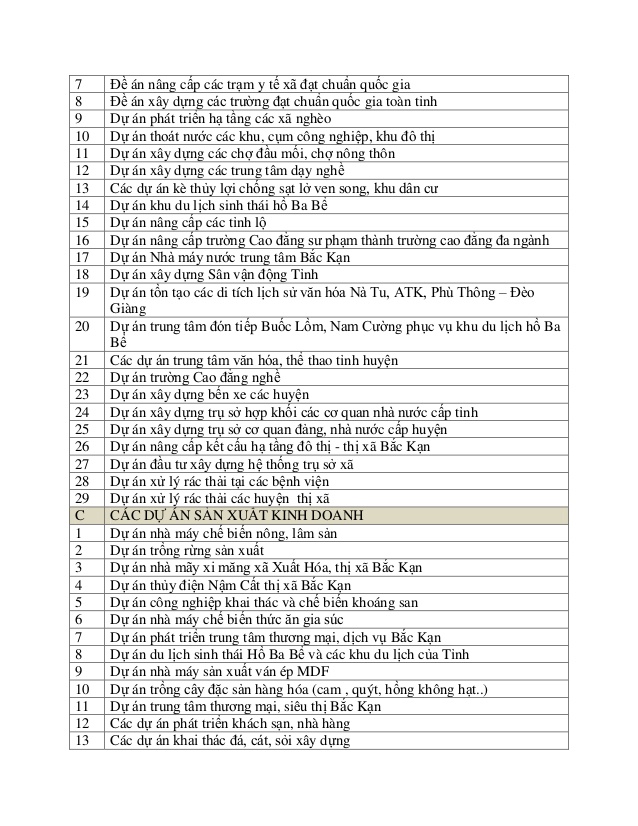 7 Đề án nâng cấp các trạm y tế xã đạt chuẩn quốc gia
8 Đề án xây dựng các trường đạt chuẩn quốc gia toàn tỉnh
9 Dự án phát triển hạ tầng các xã nghèo
10 Dự án thoát nước các khu, cụm công nghiệp, khu đô thị
11 Dự án xây dựng các chợ đầu mối, chợ nông thôn
12 Dự án xây dựng các trung tâm dạy nghề
13 Các dự án kè thủy lợi chống sạt lở ven song, khu dân cư
14 Dự án khu du lịch sinh thái hồ Ba Bể
15 Dự án nâng cấp các tỉnh lộ
16 Dự án nâng cấp trường Cao đẳng sư phạm thành trường cao đẳng đa ngành
17 Dự án Nhà máy nước trung tâm Bắc Kạn
18 Dự án xây dựng Sân vận động Tỉnh
19 Dự án tồn tạo các di tích lịch sử văn hóa Nà Tu, ATK, Phù Thông – Đèo
Giàng
20 Dự án trung tâm đón tiếp Buốc Lồm, Nam Cường phục vụ khu du lịch hồ Ba
Bể
21 Các dự án trung tâm văn hóa, thể thao tỉnh huyện
22 Dự án trường Cao đẳng nghề
23 Dự án xây dựng bến xe các huyện
24 Dự án xây dựng trụ sở hợp khối các cơ quan nhà nước cấp tỉnh
25 Dự án xây dựng trụ sở cơ quan đảng, nhà nước cấp huyện
26 Dự án nâng cấp kết cấu hạ tầng đô thị - thị xã Bắc Kạn
27 Dự án đầu tư xây dựng hệ thống trụ sở xã
28 Dự án xử lý rác thải tại các bệnh viện
29 Dự án xử lý rác thải các huyện thị xã
C CÁC DỰ ÁN SẢN XUẤT KINH DOANH
1 Dự án nhà máy chế biến nông, lâm sản
2 Dự án trồng rừng sản xuất
3 Dự án nhà mãy xi măng xã Xuất Hóa, thị xã Bắc Kạn
4 Dự án thủy điện Nậm Cắt thị xã Bắc Kạn
5 Dự án công nghiệp khai thác và chế biến khoáng san
6 Dự án nhà máy chế biến thức ăn gia súc
7 Dự án phát triển trung tâm thương mại, dịch vụ Bắc Kạn
8 Dự án du lịch sinh thái Hồ Ba Bể và các khu du lịch của Tỉnh
9 Dự án nhà máy sản xuất ván ép MDF
10 Dự án trồng cây đặc sản hàng hóa (cam , quýt, hồng không hạt..)
11 Dự án trung tâm thương mại, siêu thị Bắc Kạn
12 Các dự án phát triển khách sạn, nhà hàng
13 Các dự án khai thác đá, cát, sỏi xây dựng